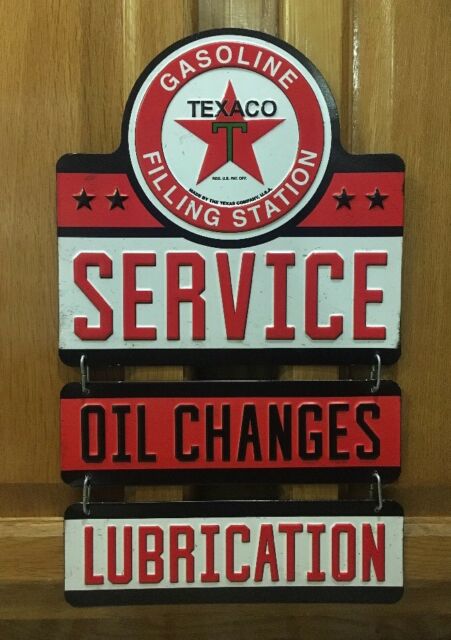 GASOLINE
TEXACO
T
REG. U.S. PAT. OFF.
MADE BY THE TEXAS COMPANY, U.S.A.
FILLING STATION
SERVICE
OIL CHANGES
LUBRICATION